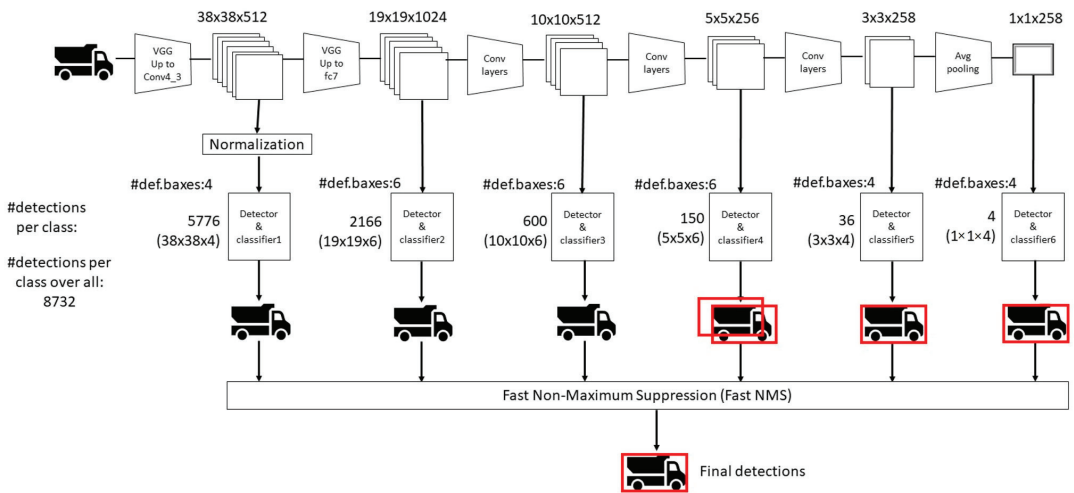 38x38x512
19x19x1024
10x10x512
5x5x256
3x3x258
1x1x258
VGG
Up to
Conv4_3
VGG
Up to
fc7
Conv
layers
Conv
layers
Conv
layers
Avg
pooling
Normalization
#def.baxes:4
#def.baxes:6
#def.baxes:6
#def.baxes:6
#def.baxes:4
#def.baxes:4
#detections
per class:
5776
(38x38x4)
Detector
&
classifier1
2166
(19x19x6)
Detector
&
classifier2
600
(10x10x6)
Detector
&
classifier3
150
(5x5x6)
Detector
&
classifier4
36
(3x3x4)
Detector
&
classifier5
4
(1×1×4)
Detector
&
classifier6
#detections per
class over all:
8732
Fast Non-Maximum Suppression (Fast NMS)
Final detections